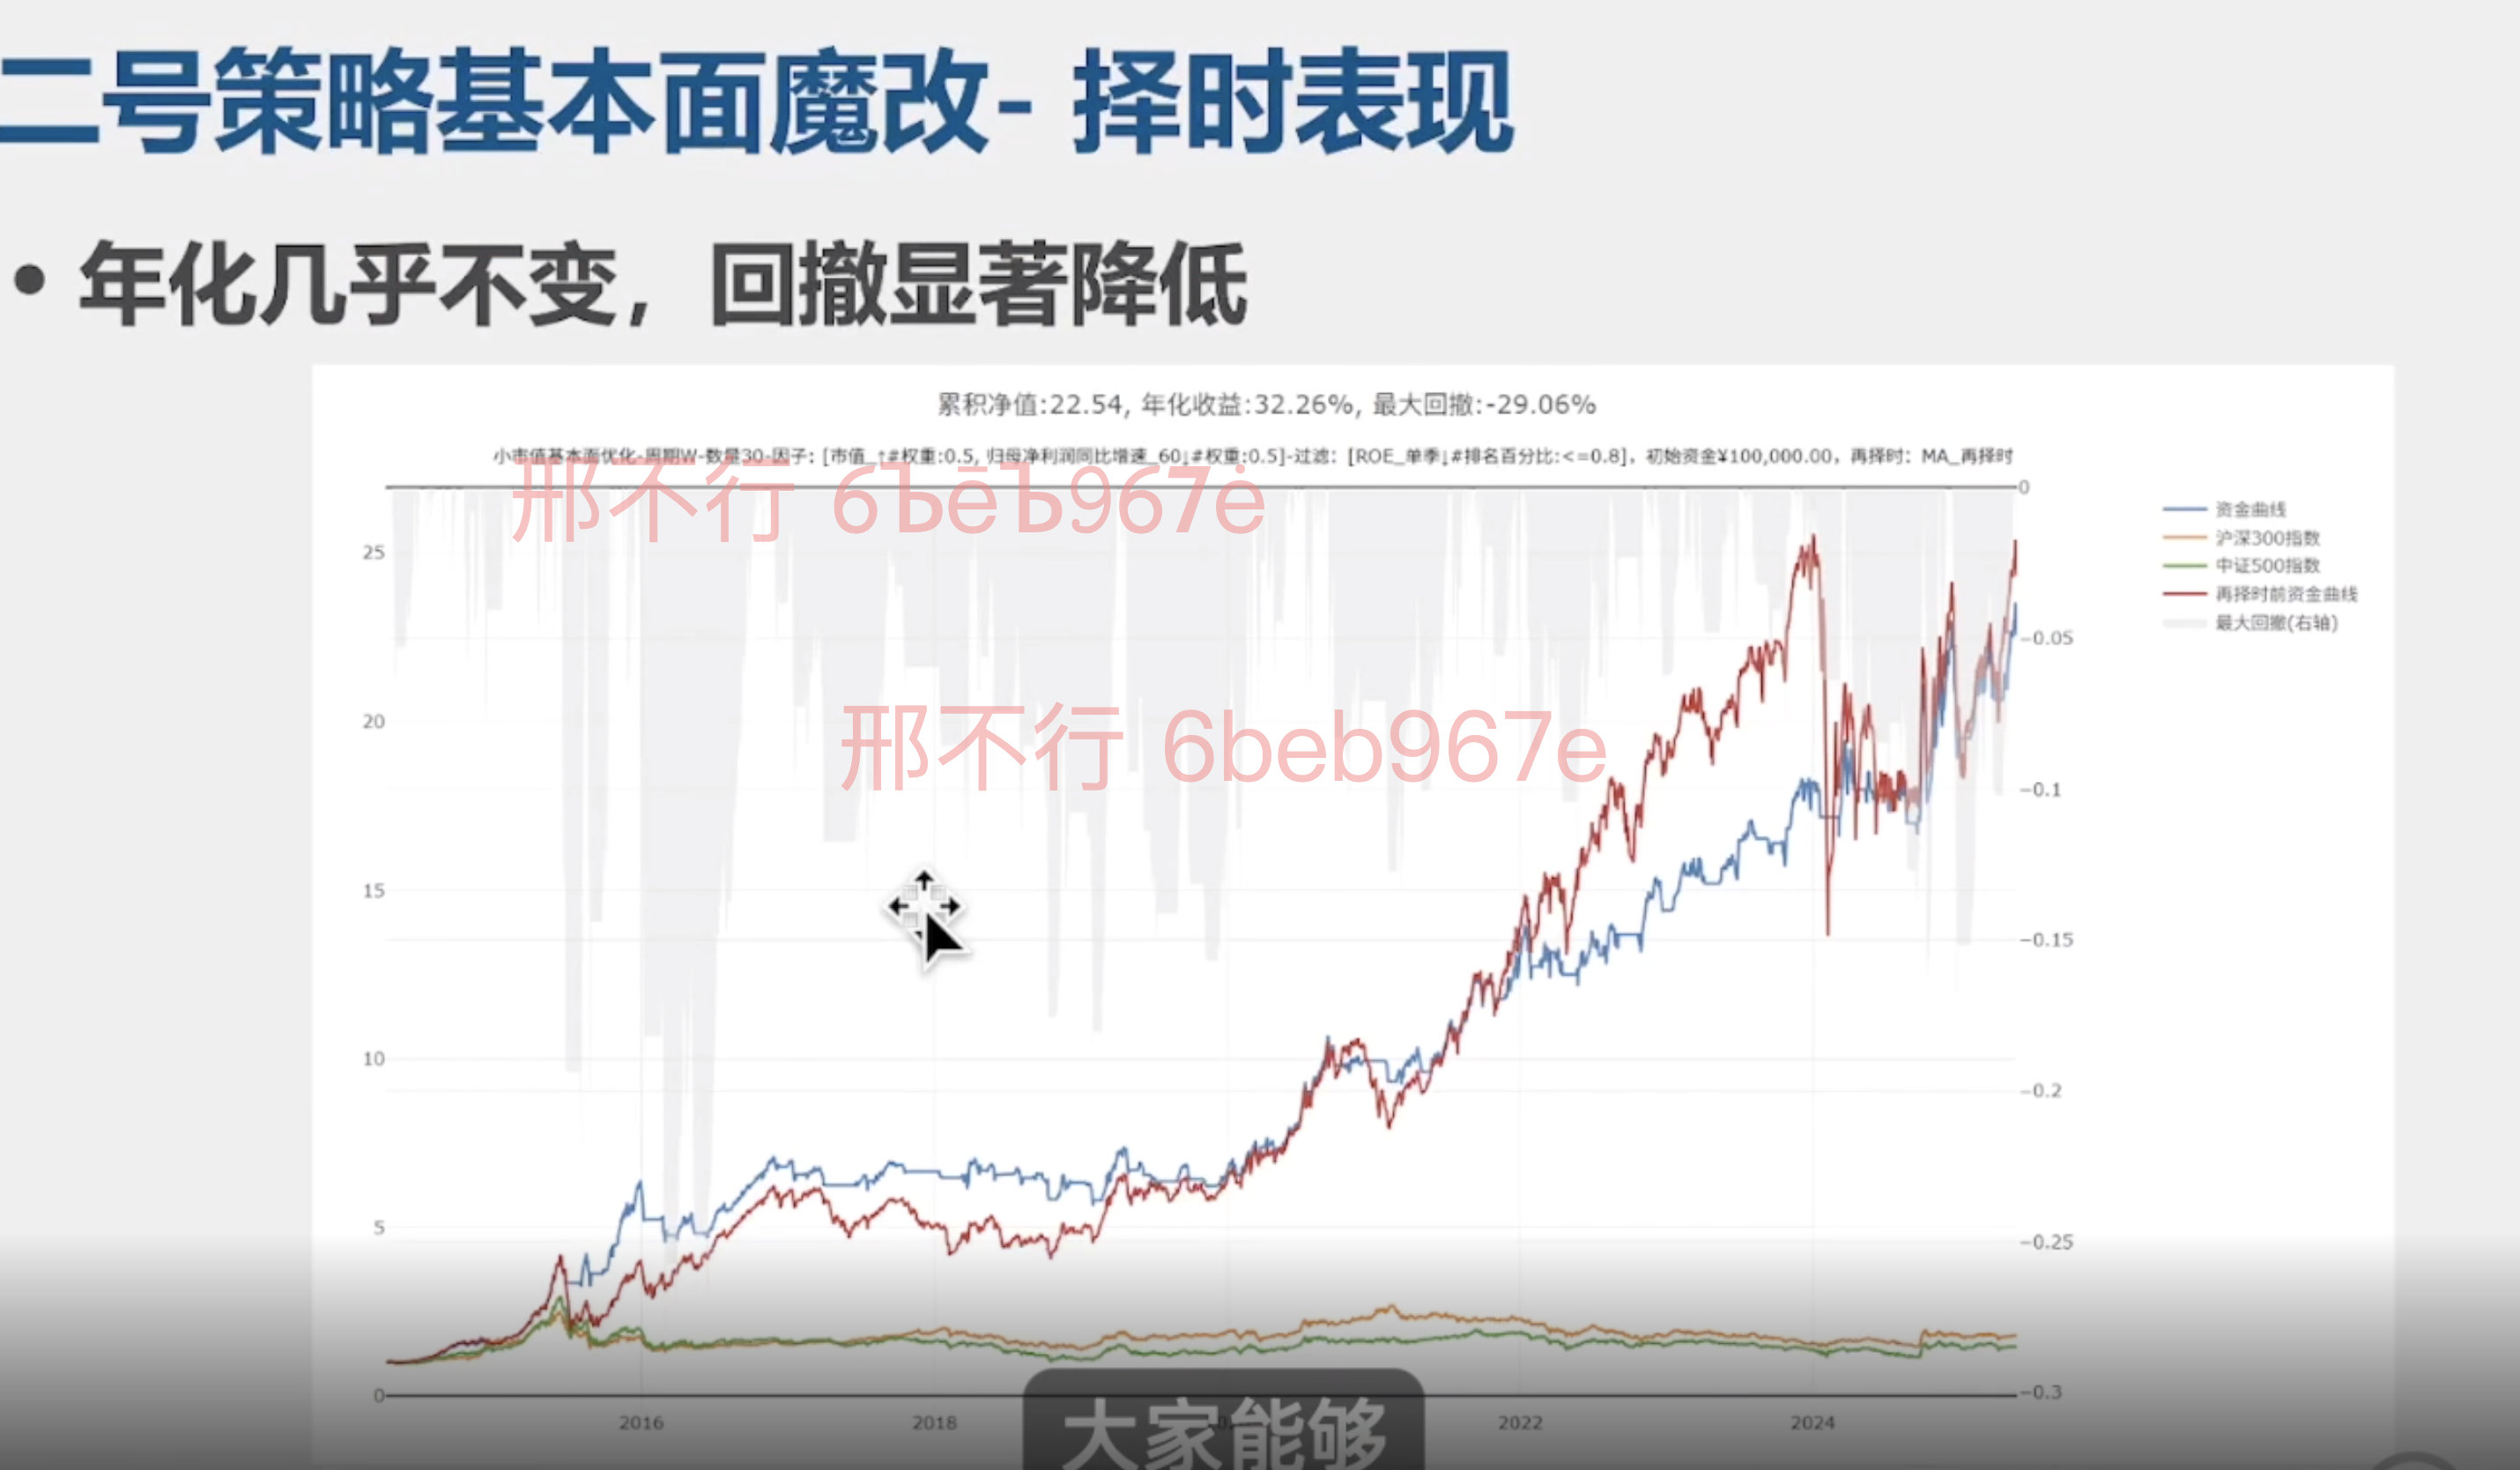 二号策略基本面魔改- 择时表现
• 年化几乎不变，回撤显著降低
累积净值:22.54, 年化收益:32.26%, 最大回撤:-29.06%
小市值基本面优化-周期W-数量30-因子: [市值_↑#权重:0.5, 归母净利润同比增速_60↓#权重:0.5]-过滤: [ROE_单季↓#排名百分比:<=0.8], 初始资金¥100,000.00, 再择时: MA_再择时
邢不行
邢不行 6beb967e
资金曲线
沪深300指数
中证500指数
再择时前资金曲线
最大回撤(右轴)
25
20
15
10
5
0
0
−0.05
−0.1
−0.15
−0.2
−0.25
−0.3
2016
2018
2022
2024
大家能够